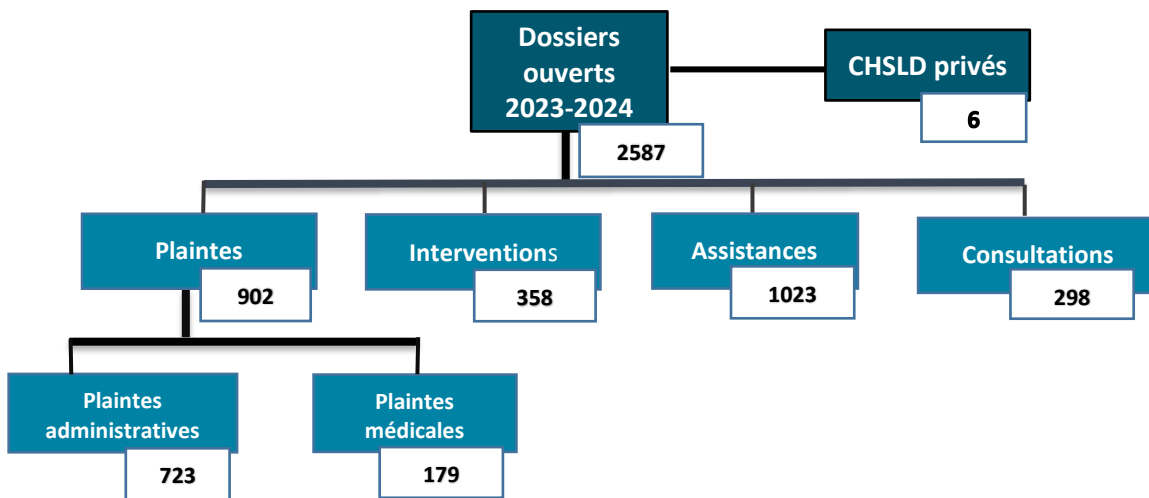 Dossiers
ouverts
2023-2024
2587
CHSLD privés
6
Plaintes
902
Interventions
358
Assistances
1023
Consultations
298
Plaintes
administratives
723
Plaintes
médicales
179